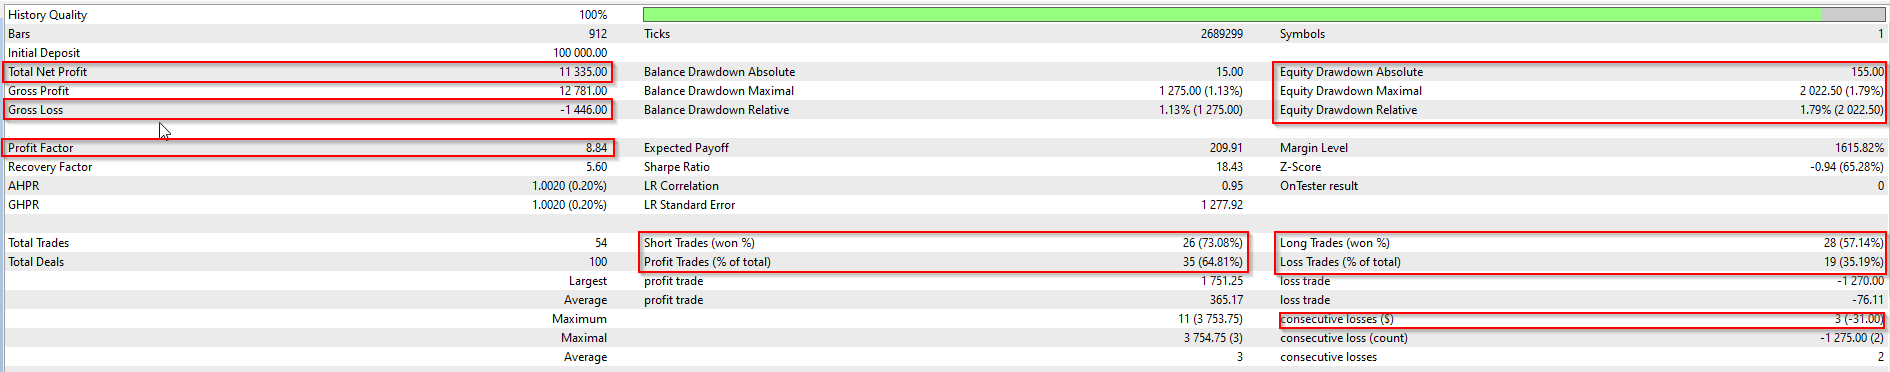 History Quality 100%
Bars 912 Ticks 2689299 Symbols 1
Initial Deposit 100 000.00
Total Net Profit 11 335.00 Balance Drawdown Absolute 15.00 Equity Drawdown Absolute 155.00
Gross Profit 12 781.00 Balance Drawdown Maximal 1 275.00 (1.13%) Equity Drawdown Maximal 2 022.50 (1.79%)
Gross Loss -1 446.00 Balance Drawdown Relative 1.13% (1 275.00) Equity Drawdown Relative 1.79% (2 022.50)
Profit Factor 8.84 Expected Payoff 209.91 Margin Level 1615.82%
Recovery Factor 5.60 Sharpe Ratio 18.43 Z-Score -0.94 (65.28%)
AHPR 1.0020 (0.20%) LR Correlation 0.95 OnTester result 0
GHPR 1.0020 (0.20%) LR Standard Error 1 277.92
Total Trades 54 Short Trades (won %) 26 (73.08%) Long Trades (won %) 28 (57.14%)
Total Deals 100 Profit Trades (% of total) 35 (64.81%) Loss Trades (% of total) 19 (35.19%)
Largest profit trade 1 751.25 loss trade -1 270.00
Average profit trade 365.17 loss trade -76.11
Maximum 11 (3 753.75) consecutive losses ($) 3 (-31.00)
Maximal 3 754.75 (3) consecutive loss (count) -1 275.00 (2)
Average 3 consecutive losses 2